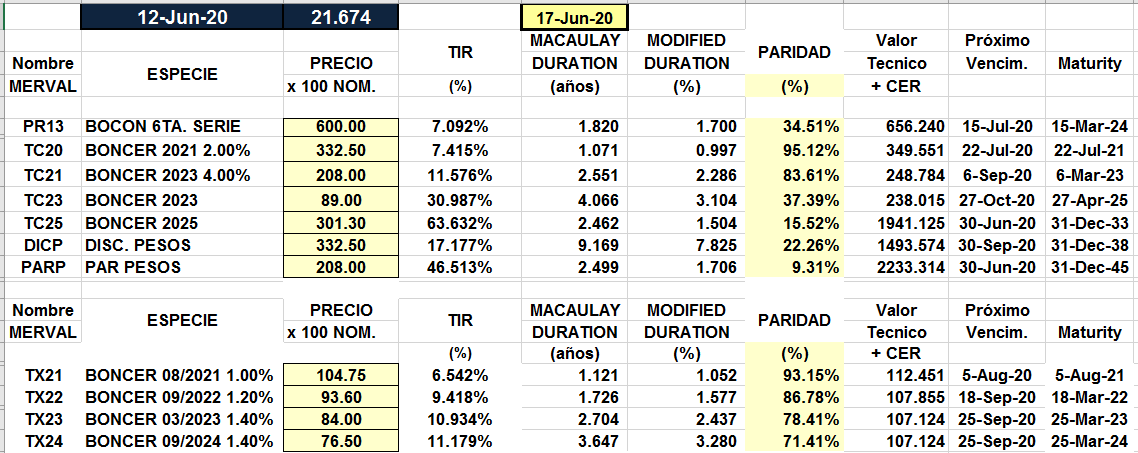 12-Jun-20 21.674 17-Jun-20
MACAULAY MODIFIED Valor Próximo
Nombre ESPECIE PRECIO TIR DURATION DURATION PARIDAD Tecnico Vencim. Maturity
MERVAL x 100 NOM. (%) (años) (%) (%) + CER
PR13 BOCON 6TA. SERIE 600.00 7.092% 1.820 1.700 34.51% 656.240 15-Jul-20 15-Mar-24
TC20 BONCER 2021 2.00% 332.50 7.415% 1.071 0.997 95.12% 349.551 22-Jul-20 22-Jul-21
TC21 BONCER 2023 4.00% 208.00 11.576% 2.551 2.286 83.61% 248.784 6-Sep-20 6-Mar-23
TC23 BONCER 2023 89.00 30.987% 4.066 3.104 37.39% 238.015 27-Oct-20 27-Apr-25
TC25 BONCER 2025 301.30 63.632% 2.462 1.504 15.52% 1941.125 30-Jun-20 31-Dec-33
DICP DISC. PESOS 332.50 17.177% 9.169 7.825 22.26% 1493.574 30-Sep-20 31-Dec-38
PARP PAR PESOS 208.00 46.513% 2.499 1.706 9.31% 2233.314 30-Jun-20 31-Dec-45
Nombre ESPECIE PRECIO TIR MACAULAY MODIFIED PARIDAD Valor Próximo
MERVAL x 100 NOM. DURATION DURATION Tecnico Vencim. Maturity
(%) (años) (%) (%) + CER
TX21 BONCER 08/2021 1.00% 104.75 6.542% 1.121 1.052 93.15% 112.451 5-Aug-20 5-Aug-21
TX22 BONCER 09/2022 1.20% 93.60 9.418% 1.726 1.577 86.78% 107.855 18-Sep-20 18-Mar-22
TX23 BONCER 03/2023 1.40% 84.00 10.934% 2.704 2.437 78.41% 107.124 25-Sep-20 25-Mar-23
TX24 BONCER 09/2024 1.40% 76.50 11.179% 3.647 3.280 71.41% 107.124 25-Sep-20 25-Mar-24